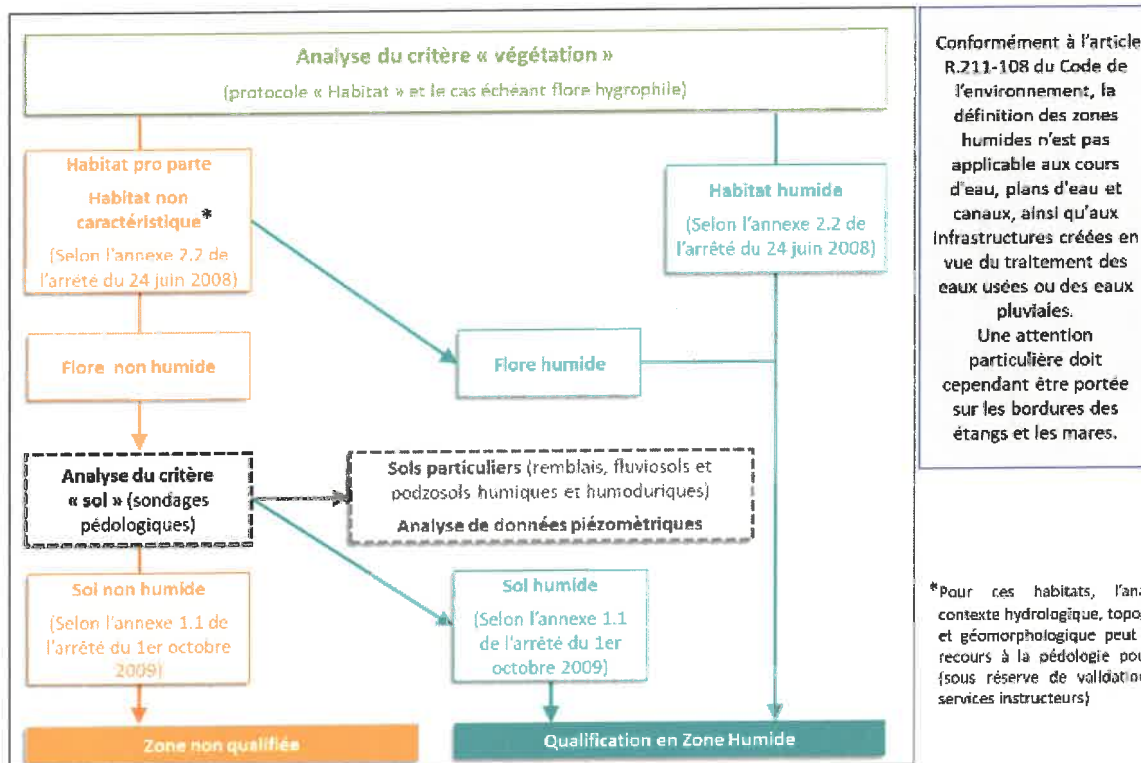 Analyse du critère « végétation »
(protocole « Habitat » et le cas échéant flore hygrophile)
Habitat pro parte
Habitat non
caractéristique*
(Selon l'annexe 2.2 de
l'arrêté du 24 juin 2008)
Habitat humide
(Selon l'annexe 2.2 de
l'arrêté du 24 juin 2008)
Flore non humide
Flore humide
Analyse du critère
« sol » (sondages
pédologiques)
Sols particuliers (remblais, fluviosols et
podzosols humiques et humoduriques)
Analyse de données piézomètriques
Sol non humide
(Selon l'annexe 1.1 de
l'arrêté du 1er octobre
2009)
Sol humide
(Selon l'annexe 1.1
de l'arrêté du 1er
octobre 2009)
Zone non qualifiée
Qualification en Zone Humide
Conformément à l'article
R.211-108 du Code de
l'environnement, la
définition des zones
humides n'est pas
applicable aux cours
d'eau, plans d'eau et
canaux, ainsi qu'aux
infrastructures créées en
vue du traitement des
eaux usées ou des eaux
pluviales.
Une attention
particulière doit
cependant être portée
sur les bordures des
étangs et les mares.
*Pour ces habitats, l'ana
contexte hydrologique, topog
et géomorphologique peut
recours à la pédologie pou
(sous réserve de validation
services instructeurs)